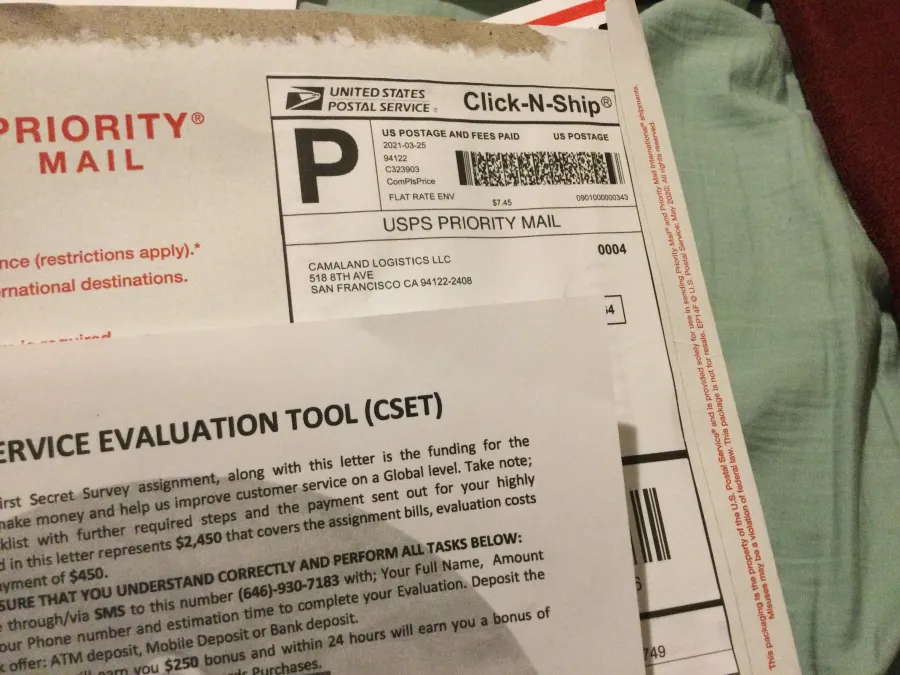 PRIORITY®
MAIL
nce (restrictions apply).*
rnational destinations.
UNITED STATES
POSTAL SERVICE®
Click-N-Ship®
P
US POSTAGE AND FEES PAID
US POSTAGE
2021-03-25
94122
C323903
ComPlsPrice
FLAT RATE ENV
$7.45
0901000000343
USPS PRIORITY MAIL
0004
CAMALAND LOGISTICS LLC
518 8TH AVE
SAN FRANCISCO CA 94122-2408
ERVICE EVALUATION TOOL (CSET)
irst Secret Survey assignment, along with this letter is the funding for the
make money and help us improve customer service on a Global level. Take note;
klist with further required steps and the payment sent out for your highly
d in this letter represents $2,450 that covers the assignment bills, evaluation costs
yment of $450.
SURE THAT YOU UNDERSTAND CORRECTLY AND PERFORM ALL TASKS BELOW:
e through/via SMS to this number (646)-930-7183 with; Your Full Name, Amount
our Phone number and estimation time to complete your Evaluation. Deposit the
k offer: ATM deposit, Mobile Deposit or Bank deposit.
earn you $250 bonus and within 24 hours will earn you a bonus of
Purchases.
749
This packaging is the property of the U.S. Postal Service® and is provided solely for use in sending Priority Mail® and Priority Mail International® shipments.
Misuses may be a violation of federal law. This package is not for resale. EP14F © U.S. Postal Service; May 2020; All rights reserved.